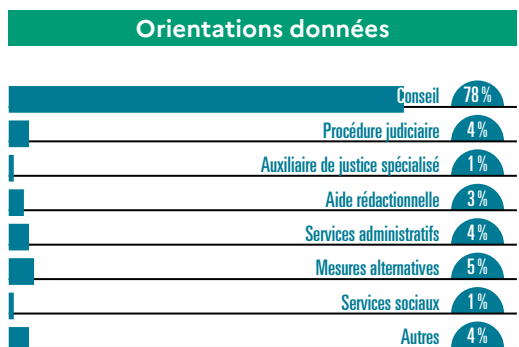 Orientations données
Conseil 78 %
Procédure judiciaire 4 %
Auxiliaire de justice spécialisé 1 %
Aide rédactionnelle 3 %
Services administratifs 4 %
Mesures alternatives 5 %
Services sociaux 1 %
Autres 4 %